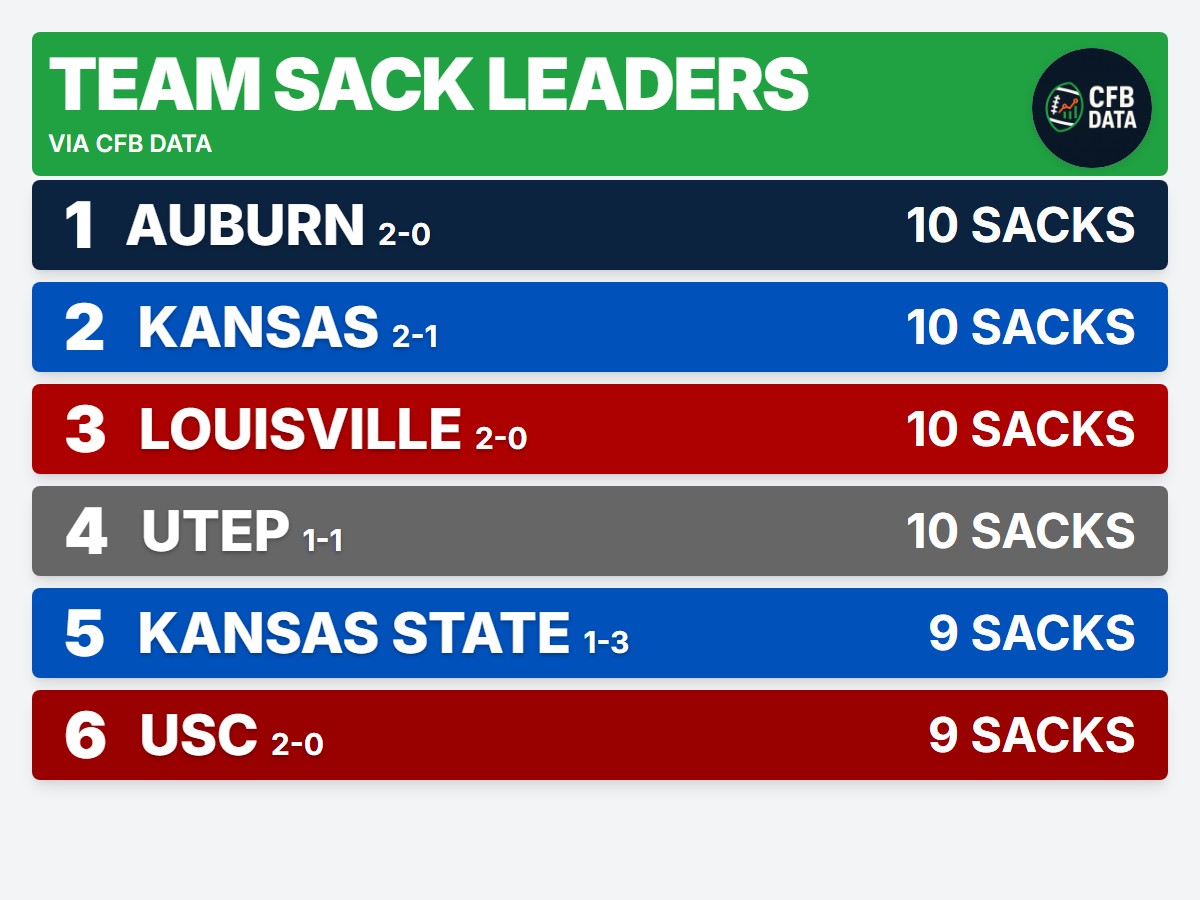 TEAM SACK LEADERS
VIA CFB DATA
CFB
DATA
1 AUBURN 2-0 10 SACKS
2 KANSAS 2-1 10 SACKS
3 LOUISVILLE 2-0 10 SACKS
4 UTEP 1-1 10 SACKS
5 KANSAS STATE 1-3 9 SACKS
6 USC 2-0 9 SACKS